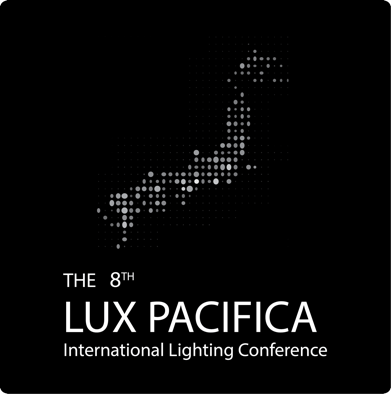 THE 8TH
LUX PACIFICA
International Lighting Conference